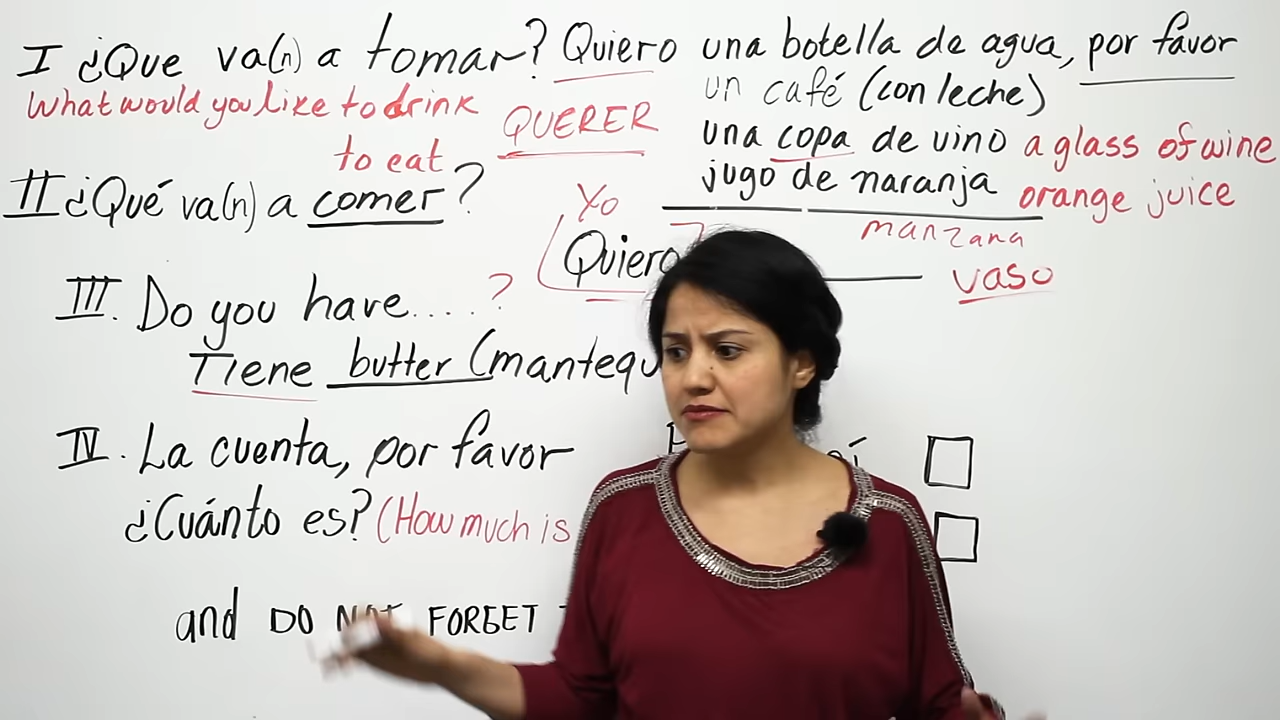 I ¿Que va(n) a tomar? Quiero una botella de agua, por favor
What would you like to drink
QUERER
un café (con leche)
to eat
una copa de vino a glass of wine
II ¿Qué va(n) a comer?
jugo de naranja orange juice
Yo
manzana
Quiero
vaso
III. Do you have....?
Tiene butter (mantequ
IV. La cuenta, por favor
¿Cuánto es? (How much is
and DO NOT FORGET